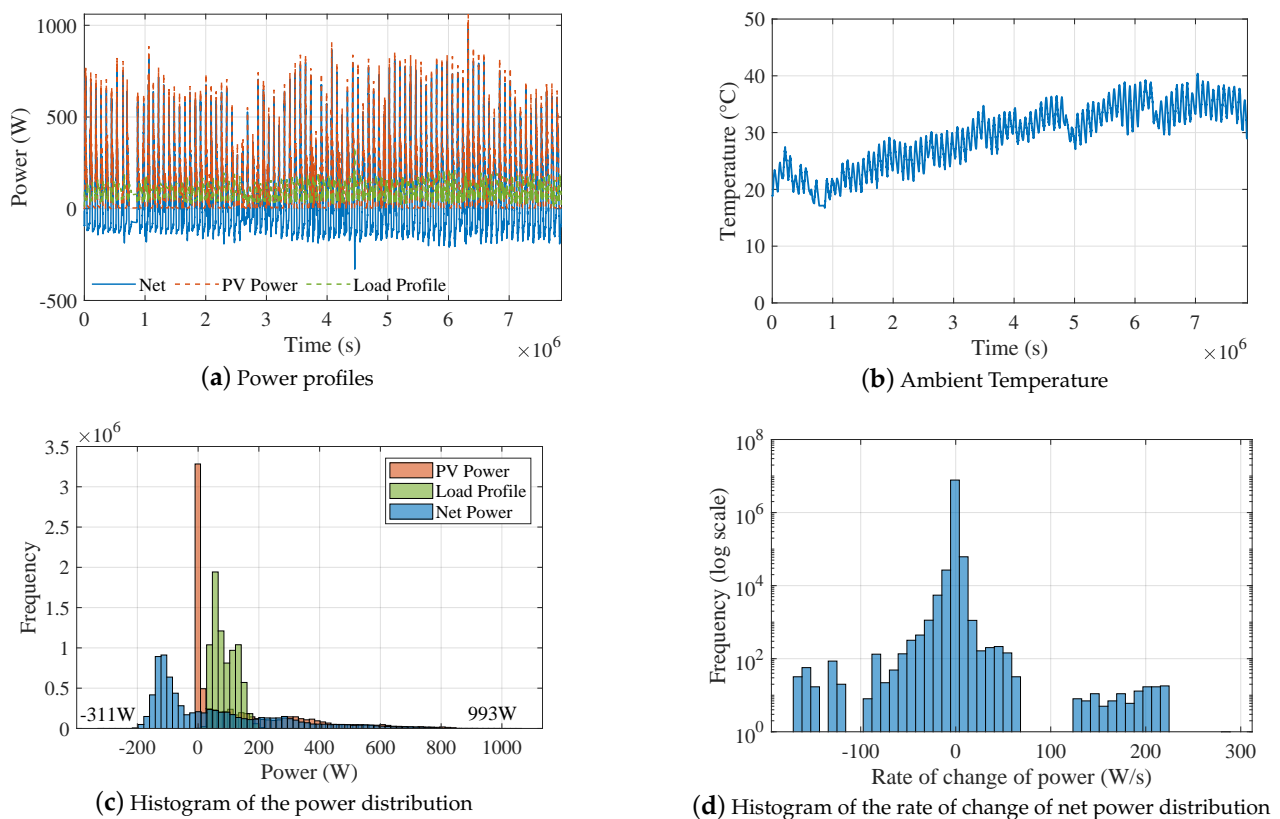 1000
500
0
-500
Power (W)
Net PV Power Load Profile
0 1 2 3 4 5 6 7
Time (s)
×10^6
(a) Power profiles
50
40
30
20
10
0
Temperature (°C)
0 1 2 3 4 5 6 7
Time (s)
×10^6
(b) Ambient Temperature
×10^6
3.5
3
2.5
2
1.5
1
0.5
0
Frequency
PV Power
Load Profile
Net Power
-311W
993W
-200 0 200 400 600 800 1000
Power (W)
(c) Histogram of the power distribution
10^8
10^6
10^4
10^2
10^0
Frequency (log scale)
-100 0 100 200 300
Rate of change of power (W/s)
(d) Histogram of the rate of change of net power distribution